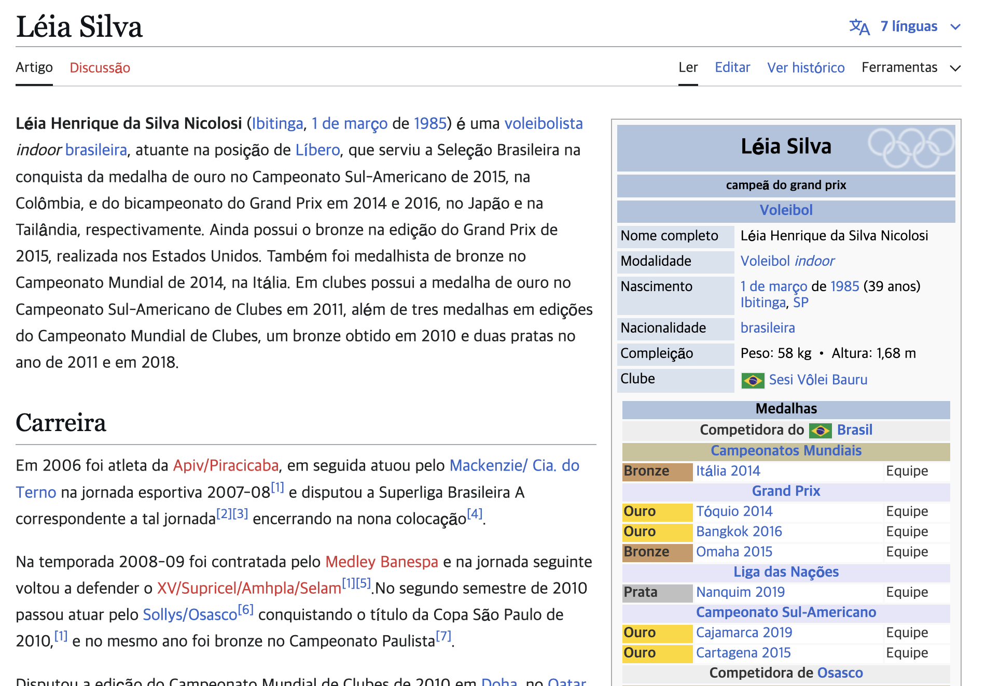 Léia Silva
7 línguas
Artigo Discussão Ler Editar Ver histórico Ferramentas
Léia Henrique da Silva Nicolosi (Ibitinga, 1 de março de 1985) é uma voleibolista
indoor brasileira, atuante na posição de Líbero, que serviu a Seleção Brasileira na
conquista da medalha de ouro no Campeonato Sul-Americano de 2015, na
Colômbia, e do bicampeonato do Grand Prix em 2014 e 2016, no Japão e na
Tailândia, respectivamente. Ainda possui o bronze na edição do Grand Prix de
2015, realizada nos Estados Unidos. Também foi medalhista de bronze no
Campeonato Mundial de 2014, na Itália. Em clubes possui a medalha de ouro no
Campeonato Sul-Americano de Clubes em 2011, além de tres medalhas em edições
do Campeonato Mundial de Clubes, um bronze obtido em 2010 e duas pratas no
ano de 2011 e em 2018.
Carreira
Em 2006 foi atleta da Apiv/Piracicaba, em seguida atuou pelo Mackenzie/ Cia. do
Terno na jornada esportiva 2007-08[1] e disputou a Superliga Brasileira A
correspondente a tal jornada[2][3] encerrando na nona colocação[4].
Na temporada 2008-09 foi contratada pelo Medley Banespa e na jornada seguinte
voltou a defender o XV/Supricel/Amhpla/Selam[1][5].No segundo semestre de 2010
passou atuar pelo Sollys/Osasco[6] conquistando o título da Copa São Paulo de
2010,[1] e no mesmo ano foi bronze no Campeonato Paulista[7].
Disputou a edição do Campeonato Mundial de Clubes de 2010 em Doha, no Qatar,
Léia Silva
campeã do grand prix
Voleibol
Nome completo Léia Henrique da Silva Nicolosi
Modalidade Voleibol indoor
Nascimento 1 de março de 1985 (39 anos)
Ibitinga, SP
Nacionalidade brasileira
Compleição Peso: 58 kg • Altura: 1,68 m
Clube Sesi Vôlei Bauru
Medalhas
Competidora do Brasil
Campeonatos Mundiais
Bronze Itália 2014 Equipe
Grand Prix
Ouro Tóquio 2014 Equipe
Ouro Bangkok 2016 Equipe
Bronze Omaha 2015 Equipe
Liga das Nações
Prata Nanquim 2019 Equipe
Campeonato Sul-Americano
Ouro Cajamarca 2019 Equipe
Ouro Cartagena 2015 Equipe
Competidora de Osasco